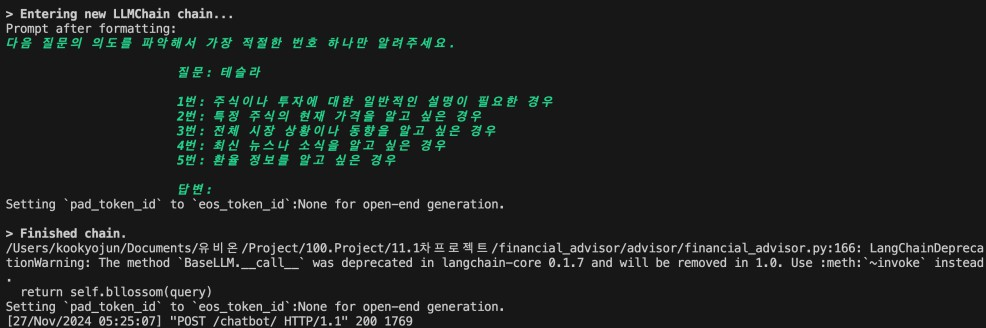 > Entering new LLMChain chain...
Prompt after formatting:
다음 질문의 의도를 파악해서 가장 적절한 번호 하나만 알려주세요.
질문: 테슬라
1번: 주식이나 투자에 대한 일반적인 설명이 필요한 경우
2번: 특정 주식의 현재 가격을 알고 싶은 경우
3번: 전체 시장 상황이나 동향을 알고 싶은 경우
4번: 최신 뉴스나 소식을 알고 싶은 경우
5번: 환율 정보를 알고 싶은 경우
답변:
Setting `pad_token_id` to `eos_token_id`:None for open-end generation.
> Finished chain.
/Users/kookyojun/Documents/유비온/Project/100.Project/11.1차프로젝트/financial_advisor/advisor/financial_advisor.py:166: LangChainDepreca
tionWarning: The method `BaseLLM.__call__` was deprecated in langchain-core 0.1.7 and will be removed in 1.0. Use :meth:`~invoke` instead
.
return self.bllossom(query)
Setting `pad_token_id` to `eos_token_id`:None for open-end generation.
[27/Nov/2024 05:25:07] "POST /chatbot/ HTTP/1.1" 200 1769